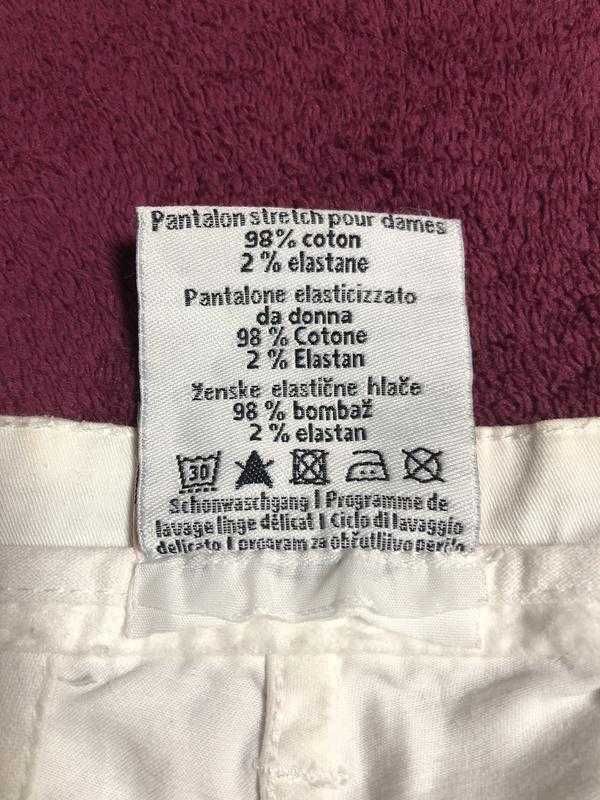 Pantalon stretch pour dames
98% coton
2 % elastane
Pantalone elasticizzato
da donna
98 % Cotone
2 % Elastan
ženske elastične hlače
98 % bombaž
2 % elastan
30
Schonwaschgang | Programme de
lavage linge délicat | Ciclo di lavaggio
delicato | program za občutljivo perilo